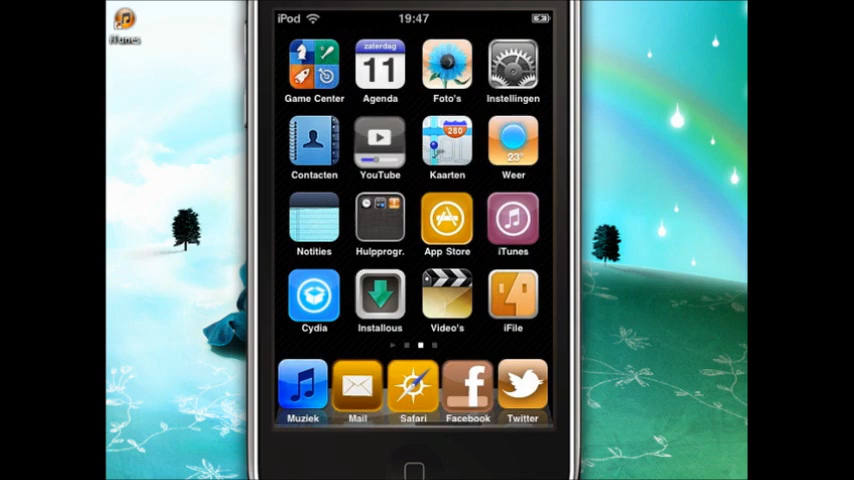 iTunes
iPod 19:47
zaterdag
11 280
23°
Game Center Agenda Foto's Instellingen
Contacten YouTube Kaarten Weer
Notities Hulpprogr. App Store iTunes
Cydia Installous Video's iFile
Muziek Mail Safari Facebook Twitter